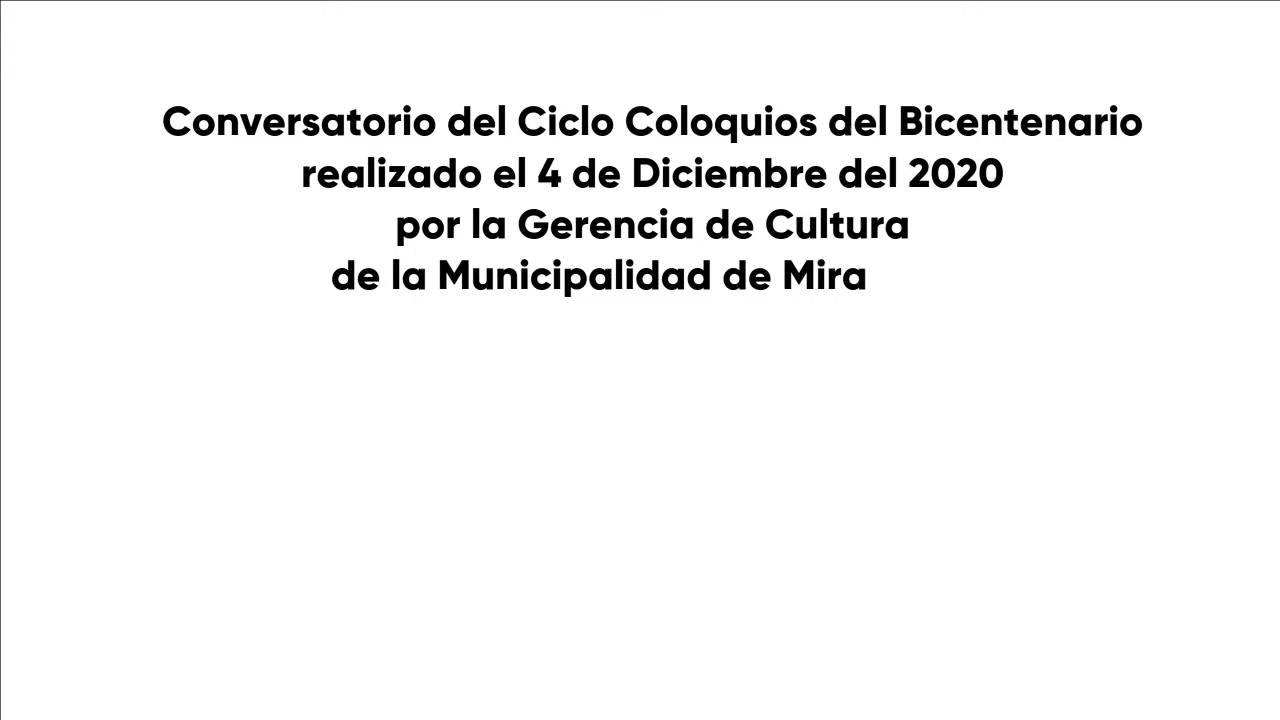 Conversatorio del Ciclo Coloquios del Bicentenario
realizado el 4 de Diciembre del 2020
por la Gerencia de Cultura
de la Municipalidad de Mira